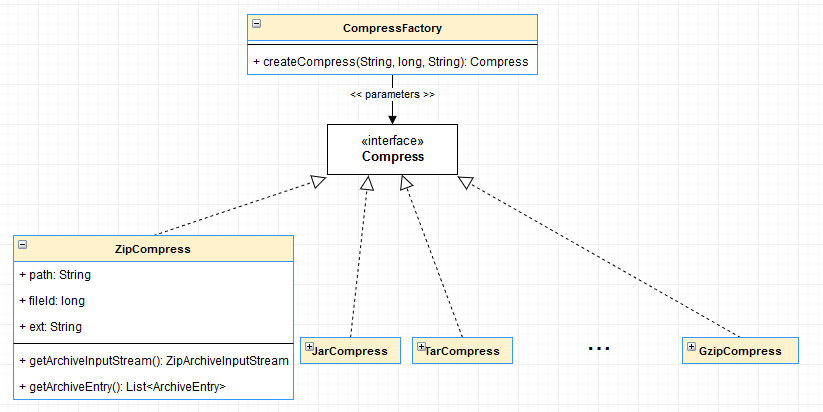 CompressFactory
+ createCompress(String, long, String): Compress
<< parameters >>
«interface»
Compress
ZipCompress
+ path: String
+ fileId: long
+ ext: String
+ getArchiveInputStream(): ZipArchiveInputStream
+ getArchiveEntry(): List<ArchiveEntry>
JarCompress
TarCompress
...
GzipCompress